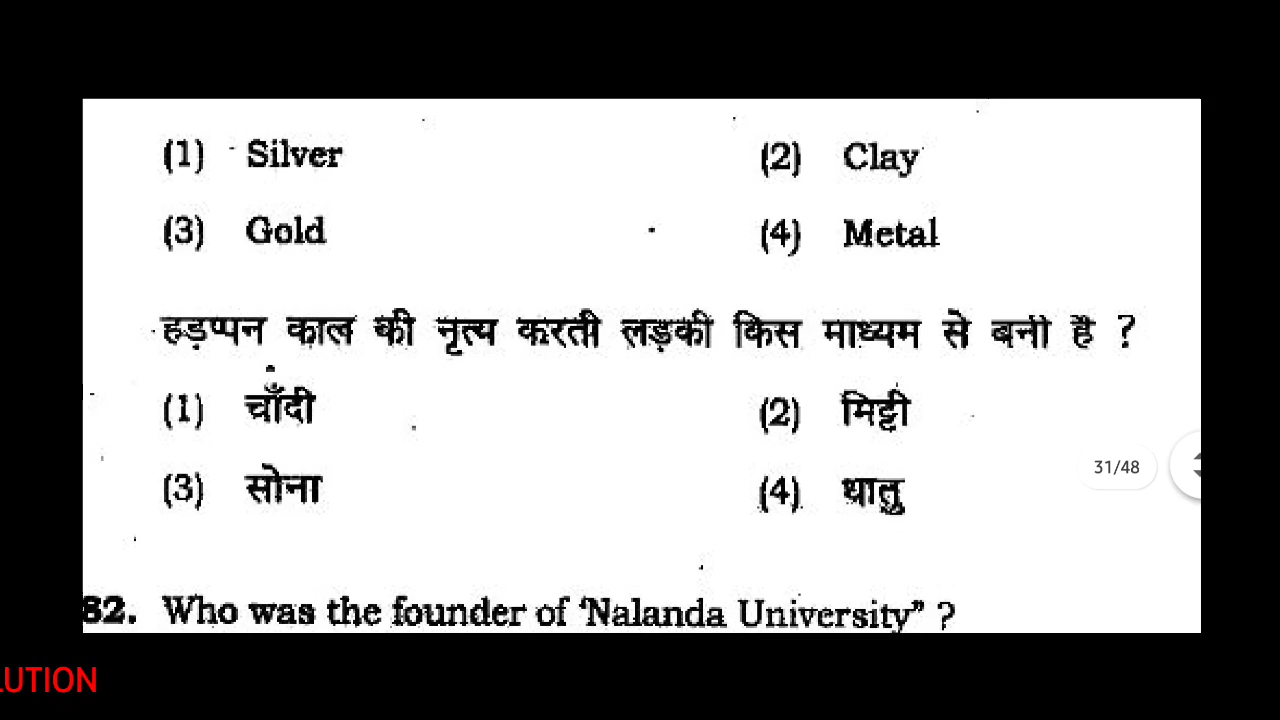 (1) Silver (2) Clay
(3) Gold (4) Metal
हड़प्पन काल की नृत्य करती लड़की किस माध्यम से बनी है ?
(1) चाँदी (2) मिट्टी
(3) सोना (4) धातु
31/48
82. Who was the founder of ‘Nalanda University” ?
LUTION